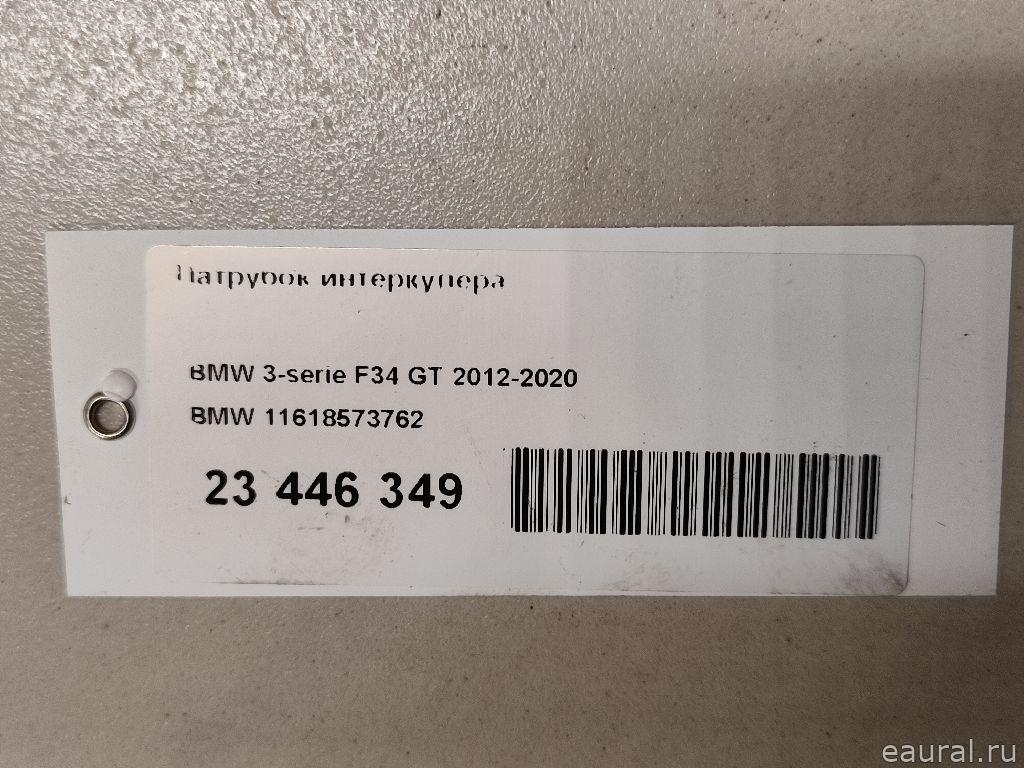 Патрубок интеркулера
BMW 3-serie F34 GT 2012-2020
BMW 11618573762
23 446 349
eaural.ru